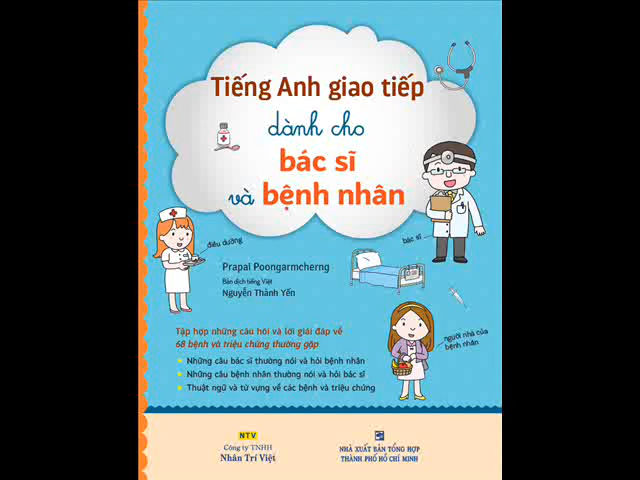 Tiếng Anh giao tiếp
dành cho
bác sĩ
và bệnh nhân
điều dưỡng
bác sĩ
Prapal Poongarmcherng
Bản dịch tiếng Việt
Nguyễn Thành Yến
người nhà của
bệnh nhân
Tập hợp những câu hỏi và lời giải đáp về
68 bệnh và triệu chứng thường gặp
Những câu bác sĩ thường nói và hỏi bệnh nhân
Những câu bệnh nhân thường nói và hỏi bác sĩ
Thuật ngữ và từ vựng về các bệnh và triệu chứng
NTV
Công ty TNHH
Nhân Trí Việt
NHÀ XUẤT BẢN TỔNG HỢP
THÀNH PHỐ HỒ CHÍ MINH